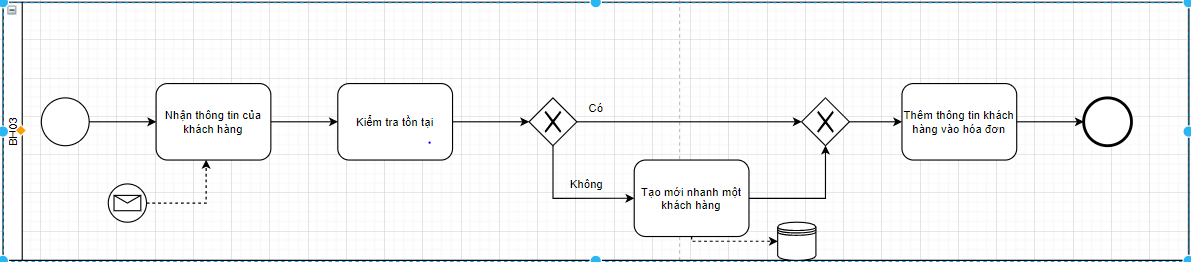 BH03
Nhận thông tin của
khách hàng
Kiểm tra tồn tại
Có
Không
Tạo mới nhanh một
khách hàng
Thêm thông tin khách
hàng vào hóa đơn